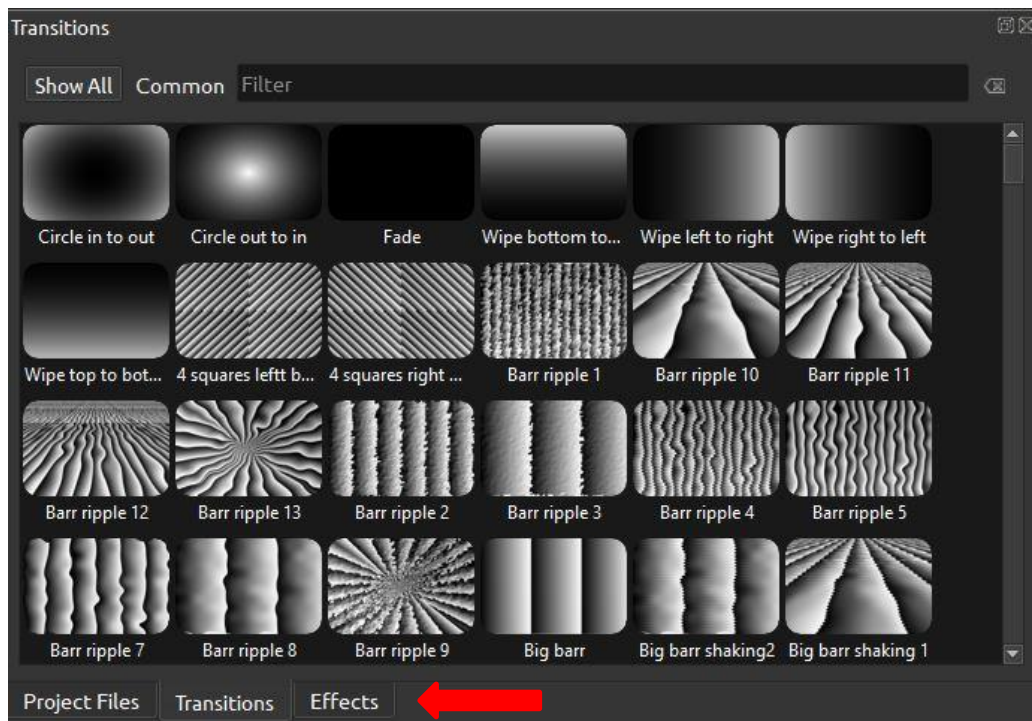 Transitions
Show All Common Filter
Circle in to out Circle out to in Fade Wipe bottom to... Wipe left to right Wipe right to left
Wipe top to bot... 4 squares leftt b... 4 squares right ... Barr ripple 1 Barr ripple 10 Barr ripple 11
Barr ripple 12 Barr ripple 13 Barr ripple 2 Barr ripple 3 Barr ripple 4 Barr ripple 5
Barr ripple 7 Barr ripple 8 Barr ripple 9 Big barr Big barr shaking2 Big barr shaking 1
Project Files Transitions Effects